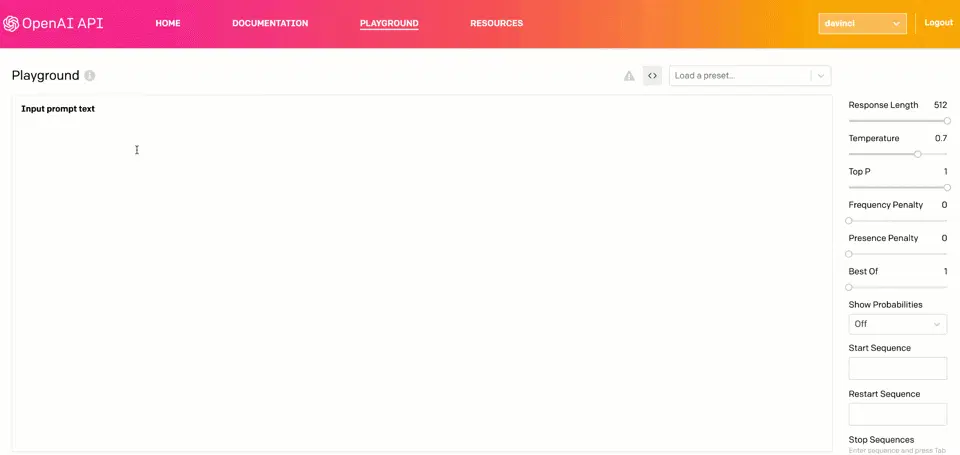 OpenAI API
HOME
DOCUMENTATION
PLAYGROUND
RESOURCES
davinci
Logout
Playground
Load a preset...
Input prompt text
Response Length 512
Temperature 0.7
Top P 1
Frequency Penalty 0
Presence Penalty 0
Best Of 1
Show Probabilities
Off
Start Sequence
Restart Sequence
Stop Sequences
Enter sequence and press Tab